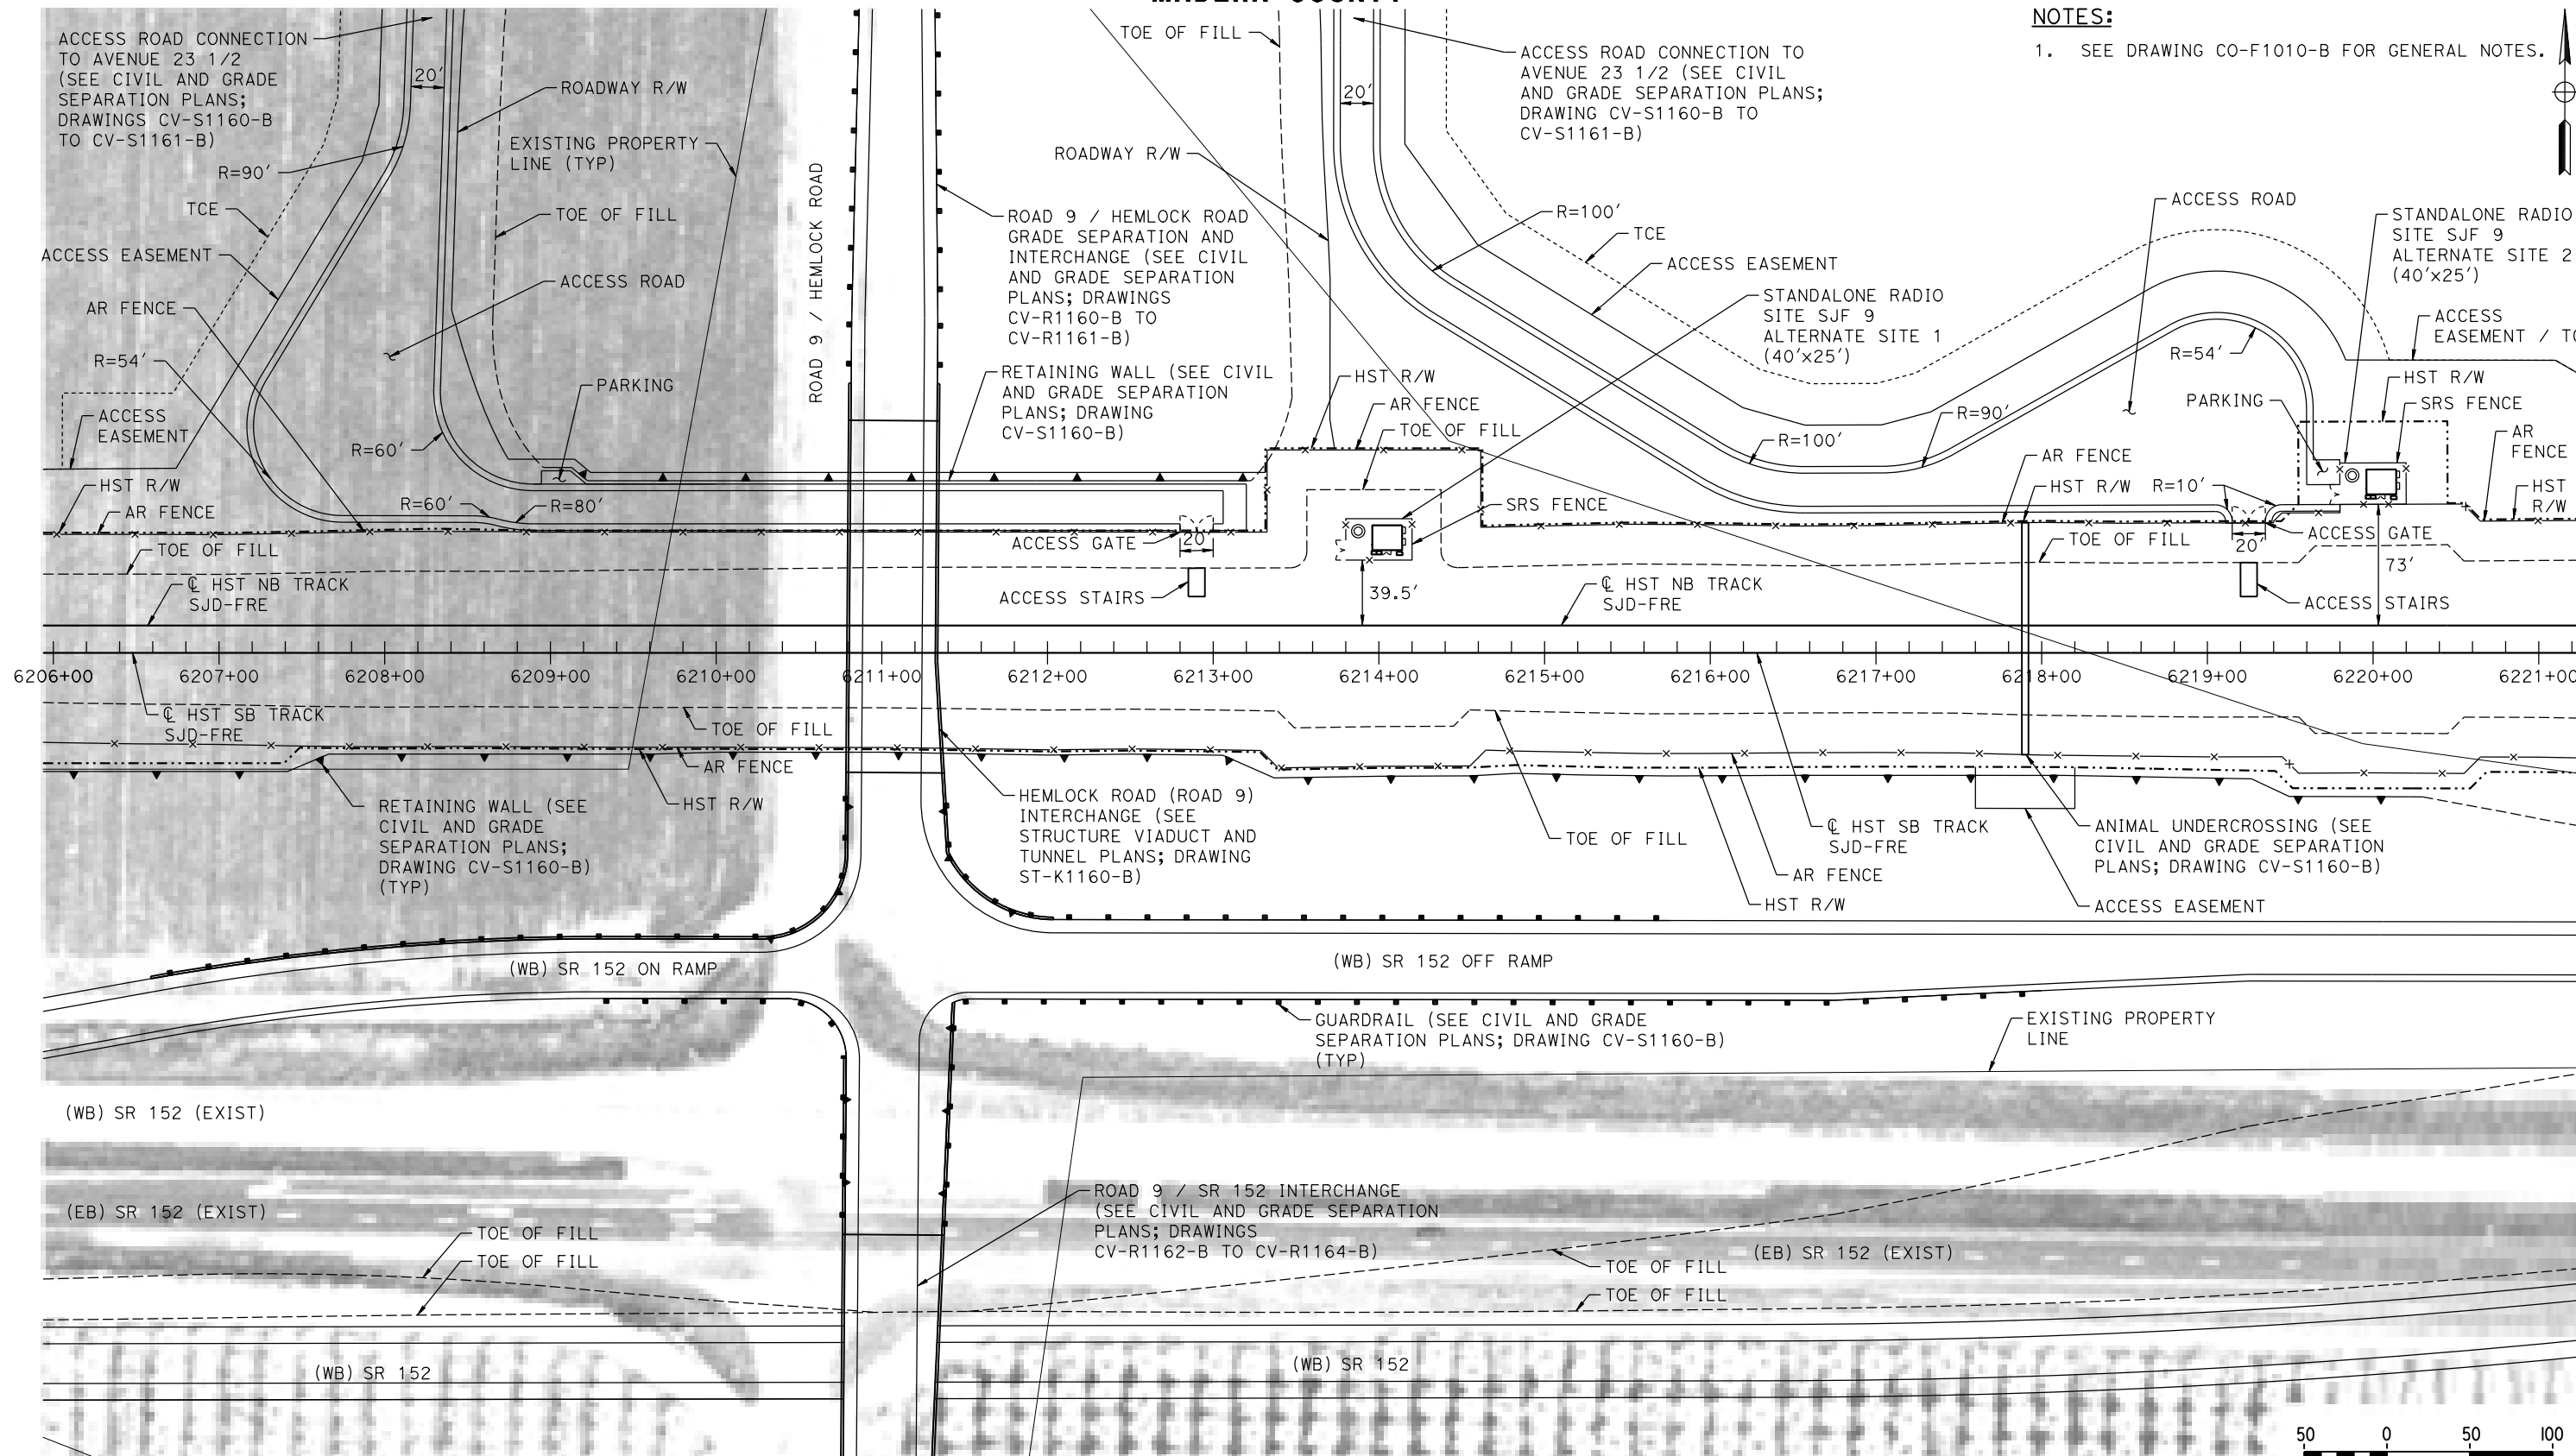 NOTES:
1. SEE DRAWING CO-F1010-B FOR GENERAL NOTES.
ACCESS ROAD CONNECTION
TO AVENUE 23 1/2
(SEE CIVIL AND GRADE
SEPARATION PLANS;
DRAWINGS CV-S1160-B
TO CV-S1161-B)
20'
ROADWAY R/W
EXISTING PROPERTY
LINE (TYP)
R=90'
TCE
TOE OF FILL
ACCESS EASEMENT
ACCESS ROAD
AR FENCE
R=54'
PARKING
ACCESS
EASEMENT
R=60'
HST R/W
AR FENCE
R=60'
R=80'
TOE OF FILL
℄ HST NB TRACK
SJD-FRE
ROAD 9 / HEMLOCK ROAD
TOE OF FILL
ROADWAY R/W
20'
ACCESS ROAD CONNECTION TO
AVENUE 23 1/2 (SEE CIVIL
AND GRADE SEPARATION PLANS;
DRAWING CV-S1160-B TO
CV-S1161-B)
ROAD 9 / HEMLOCK ROAD
GRADE SEPARATION AND
INTERCHANGE (SEE CIVIL
AND GRADE SEPARATION
PLANS; DRAWINGS
CV-R1160-B TO
CV-R1161-B)
RETAINING WALL (SEE CIVIL
AND GRADE SEPARATION
PLANS; DRAWING
CV-S1160-B)
R=100'
TCE
ACCESS EASEMENT
STANDALONE RADIO
SITE SJF 9
ALTERNATE SITE 1
(40'x25')
HST R/W
AR FENCE
TOE OF FILL
SRS FENCE
ACCESS GATE
20'
ACCESS STAIRS
39.5'
℄ HST NB TRACK
SJD-FRE
R=100'
R=90'
ACCESS ROAD
STANDALONE RADIO
SITE SJF 9
ALTERNATE SITE 2
(40'x25')
ACCESS
R=54'
HST R/W
PARKING
SRS FENCE
AR
FENCE
AR FENCE
HST R/W
R=10'
HST
R/W
TOE OF FILL
20'
ACCESS GATE
73'
ACCESS STAIRS
6206+00
6207+00
6208+00
6209+00
6210+00
6211+00
6212+00
6213+00
6214+00
6215+00
6216+00
6217+00
6218+00
6219+00
6220+00
℄ HST SB TRACK
SJD-FRE
TOE OF FILL
AR FENCE
HST R/W
RETAINING WALL (SEE
CIVIL AND GRADE
SEPARATION PLANS;
DRAWING CV-S1160-B)
(TYP)
HEMLOCK ROAD (ROAD 9)
INTERCHANGE (SEE
STRUCTURE VIADUCT AND
TUNNEL PLANS; DRAWING
ST-K1160-B)
TOE OF FILL
℄ HST SB TRACK
SJD-FRE
AR FENCE
HST R/W
ANIMAL UNDERCROSSING (SEE
CIVIL AND GRADE SEPARATION
PLANS; DRAWING CV-S1160-B)
ACCESS EASEMENT
(WB) SR 152 ON RAMP
(WB) SR 152 OFF RAMP
GUARDRAIL (SEE CIVIL AND GRADE
SEPARATION PLANS; DRAWING CV-S1160-B)
(TYP)
EXISTING PROPERTY
LINE
(WB) SR 152 (EXIST)
(EB) SR 152 (EXIST)
TOE OF FILL
TOE OF FILL
ROAD 9 / SR 152 INTERCHANGE
(SEE CIVIL AND GRADE SEPARATION
PLANS; DRAWINGS
CV-R1162-B TO CV-R1164-B)
(EB) SR 152 (EXIST)
TOE OF FILL
TOE OF FILL
(WB) SR 152
(WB) SR 152
50 0 50 100